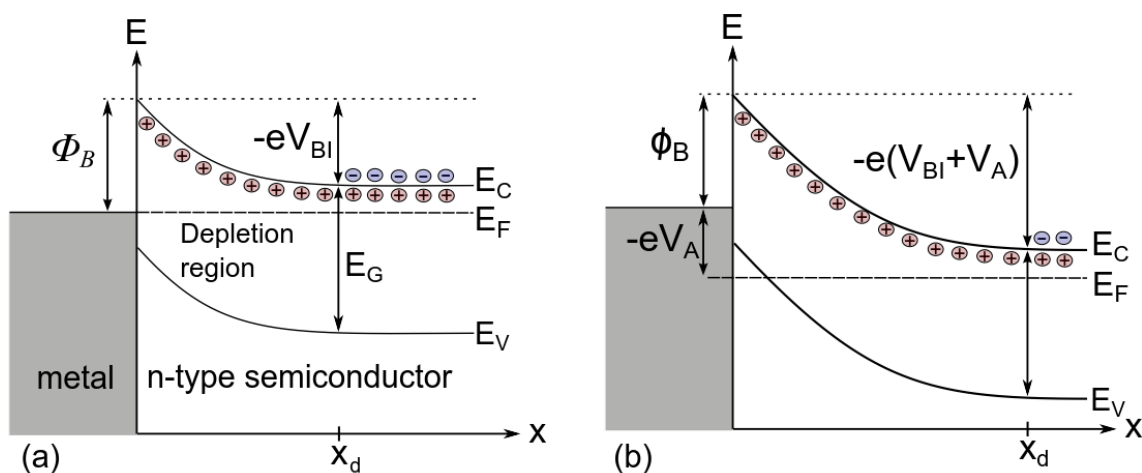 E
Φ_B
-eV_BI
E_C
E_F
Depletion
region
E_G
E_V
metal
n-type semiconductor
x
x_d
(a)
E
ϕ_B
-e(V_BI+V_A)
-eV_A
E_C
E_F
E_V
x
x_d
(b)